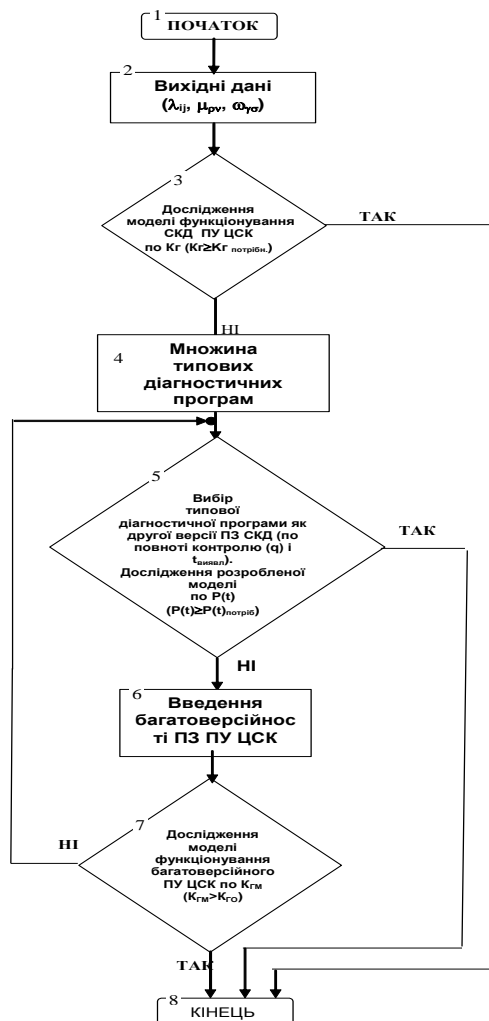 1
ПОЧАТОК
2
Вихідні дані
(λij, μρν, ωγσ)
3
Дослідження
моделі функціонування
СКД ПУ ЦСК
по Кг (Кг≥Кг потрібн.)
ТАК
НІ
4
Множина
типових
діагностичних
програм
5
Вибір
типової
діагностичної програми як
другої версії ПЗ СКД (по
повноті контролю (q) і
tвиявл).
Дослідження розробленої
моделі
по P(t)
(P(t)≥P(t)потріб)
ТАК
НІ
6
Введення
багатоверсійнос
ті ПЗ ПУ ЦСК
7
Дослідження
моделі
функціонування
багатоверсійного
ПУ ЦСК по КГМ
(КГМ>КГО)
НІ
ТАК
8
КІНЕЦЬ